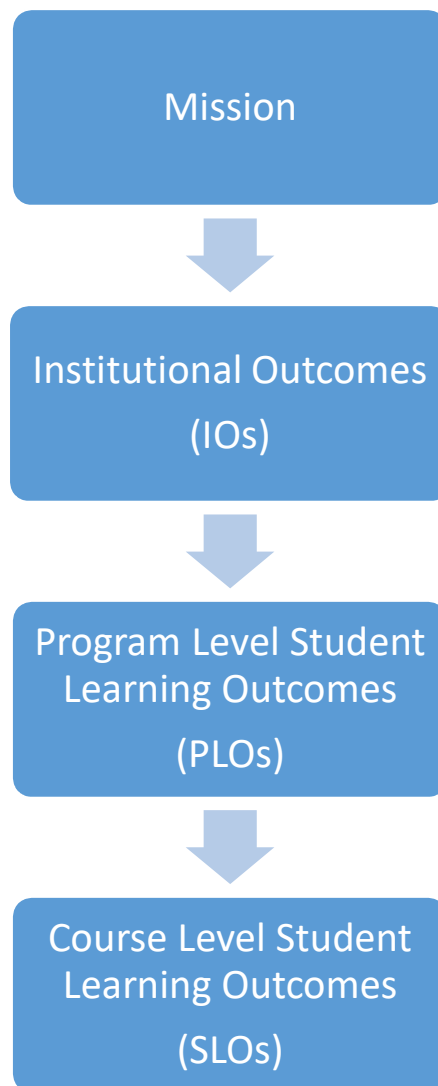 Mission
Institutional Outcomes
(IOs)
Program Level Student
Learning Outcomes
(PLOs)
Course Level Student
Learning Outcomes
(SLOs)